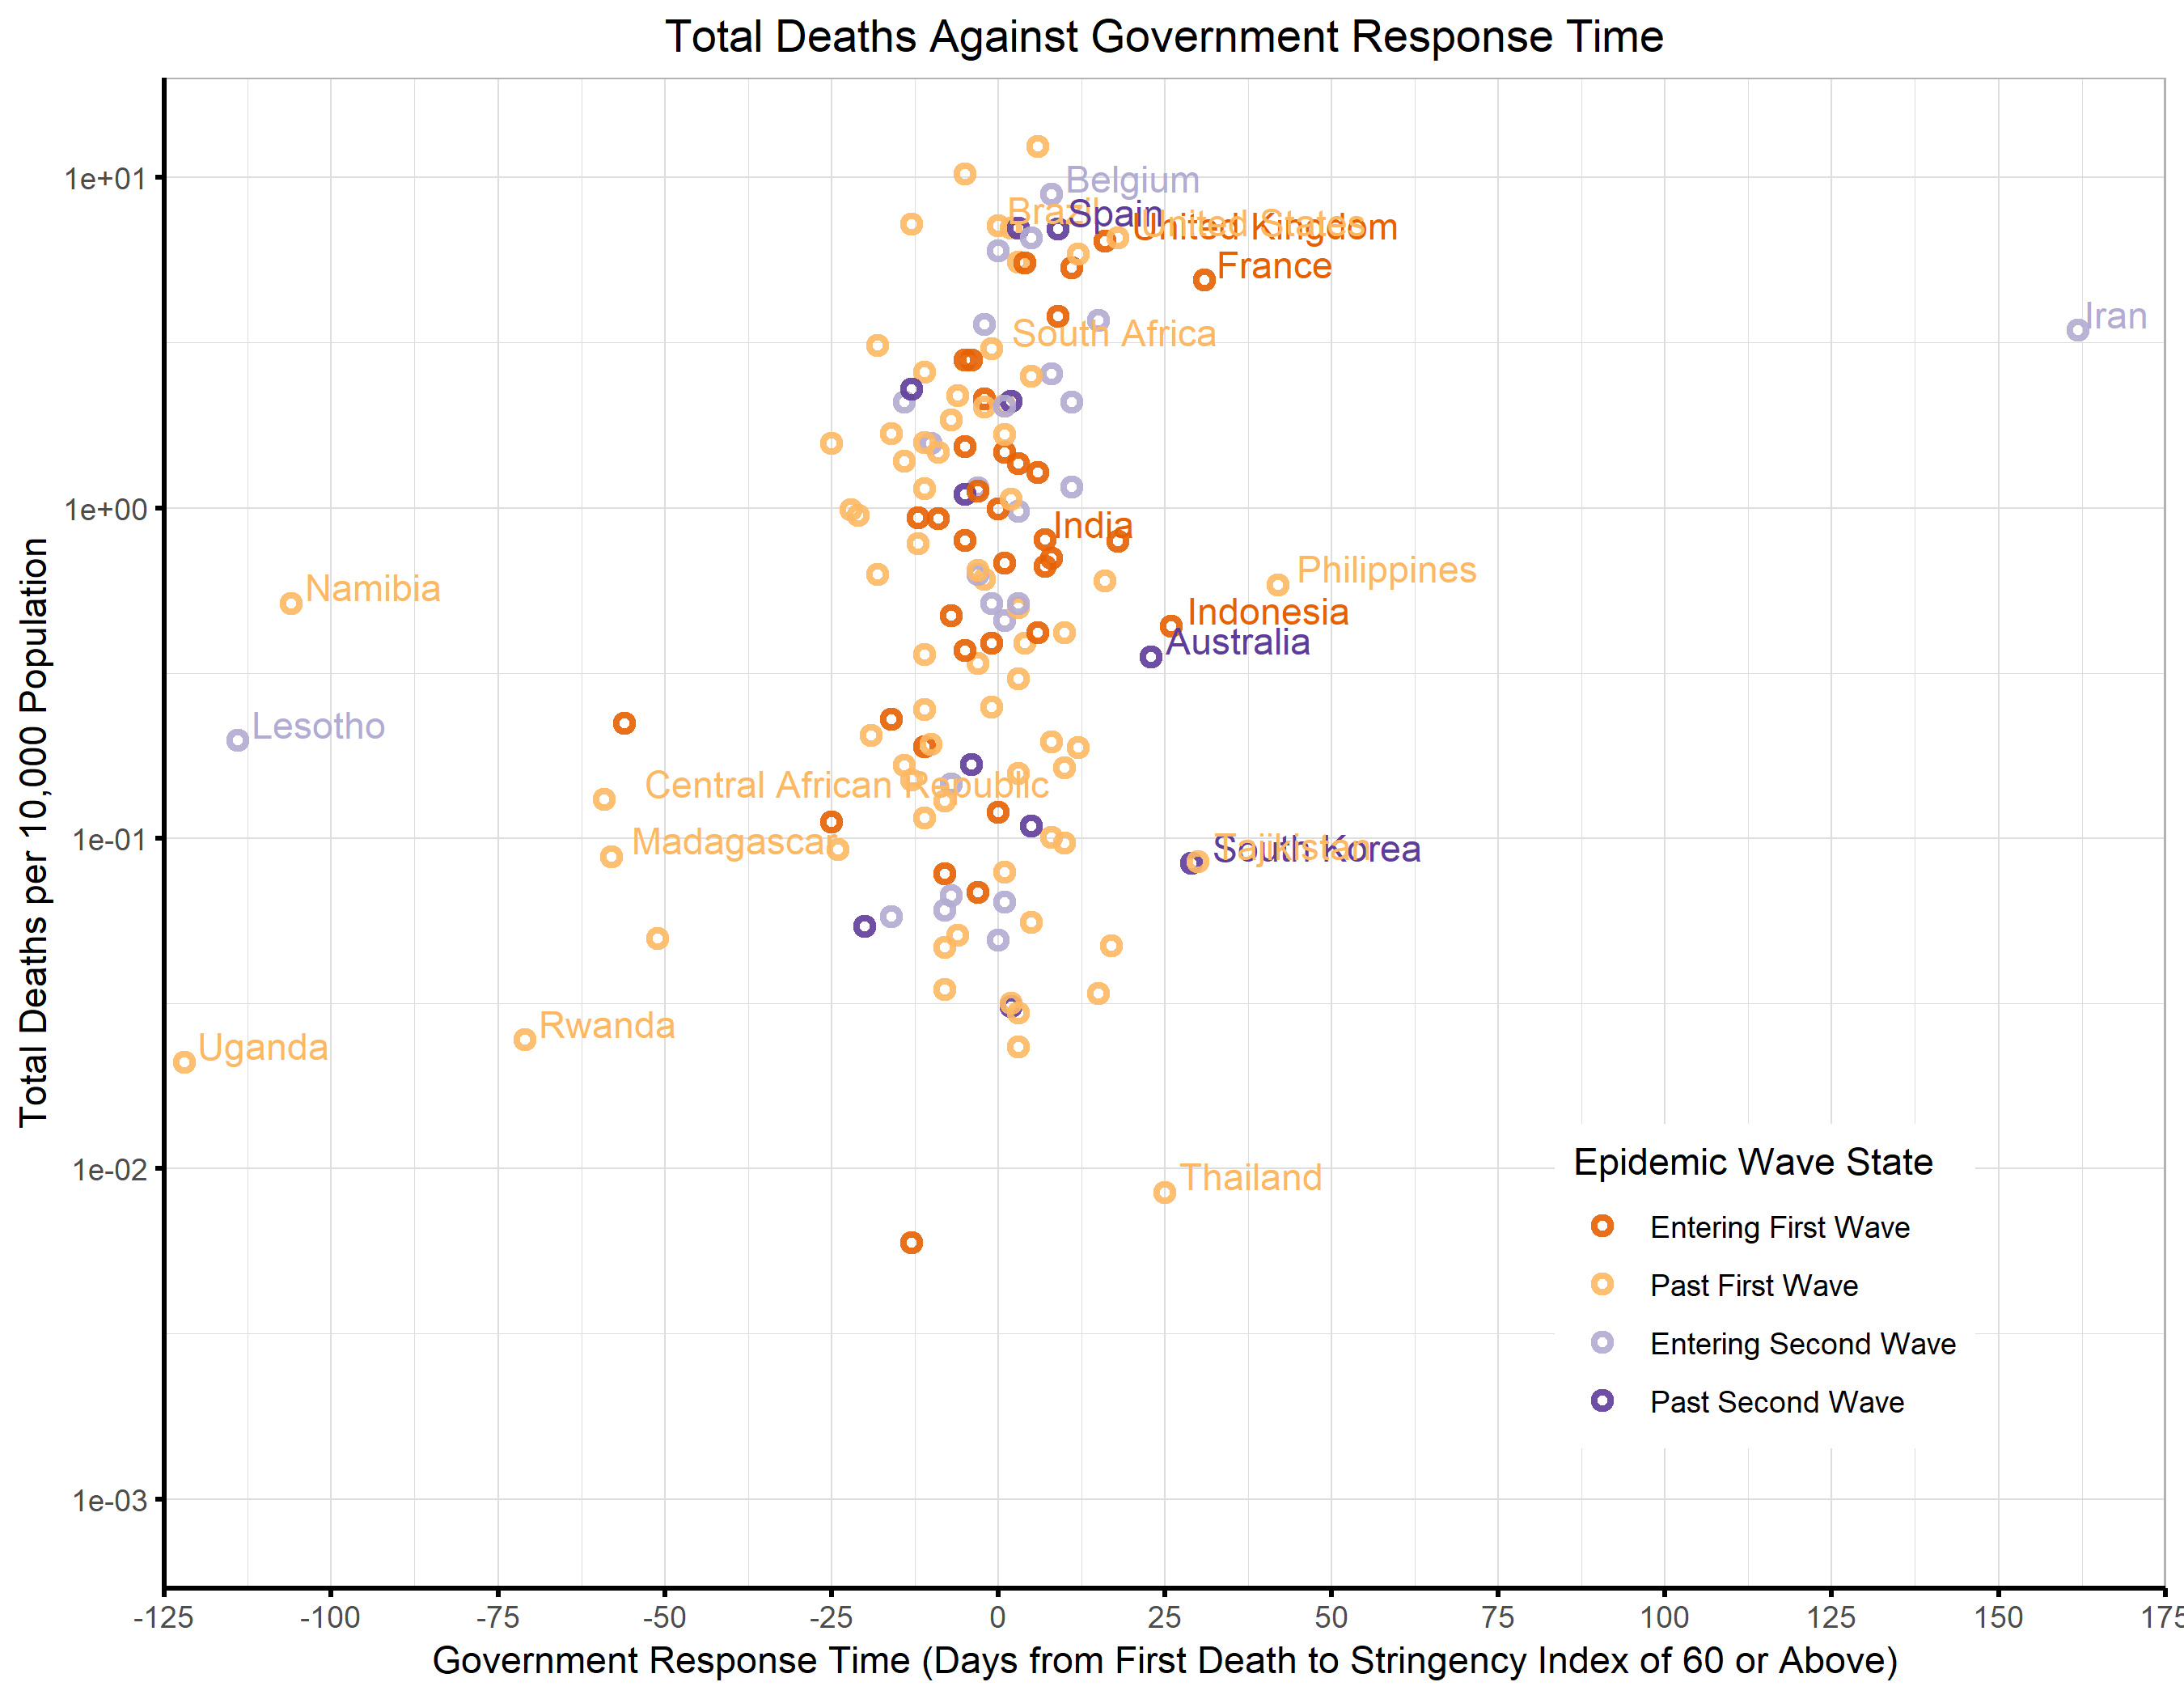 Total Deaths Against Government Response Time
Total Deaths per 10,000 Population
1e+01
1e+00
1e-01
1e-02
1e-03
Belgium
Brazil
Spain
United States
United Kingdom
France
Iran
South Africa
India
Philippines
Namibia
Indonesia
Australia
Lesotho
Central African Republic
Madagascar
Tajikistan
South Korea
Rwanda
Uganda
Thailand
Epidemic Wave State
Entering First Wave
Past First Wave
Entering Second Wave
Past Second Wave
-125 -100 -75 -50 -25 0 25 50 75 100 125 150 175
Government Response Time (Days from First Death to Stringency Index of 60 or Above)